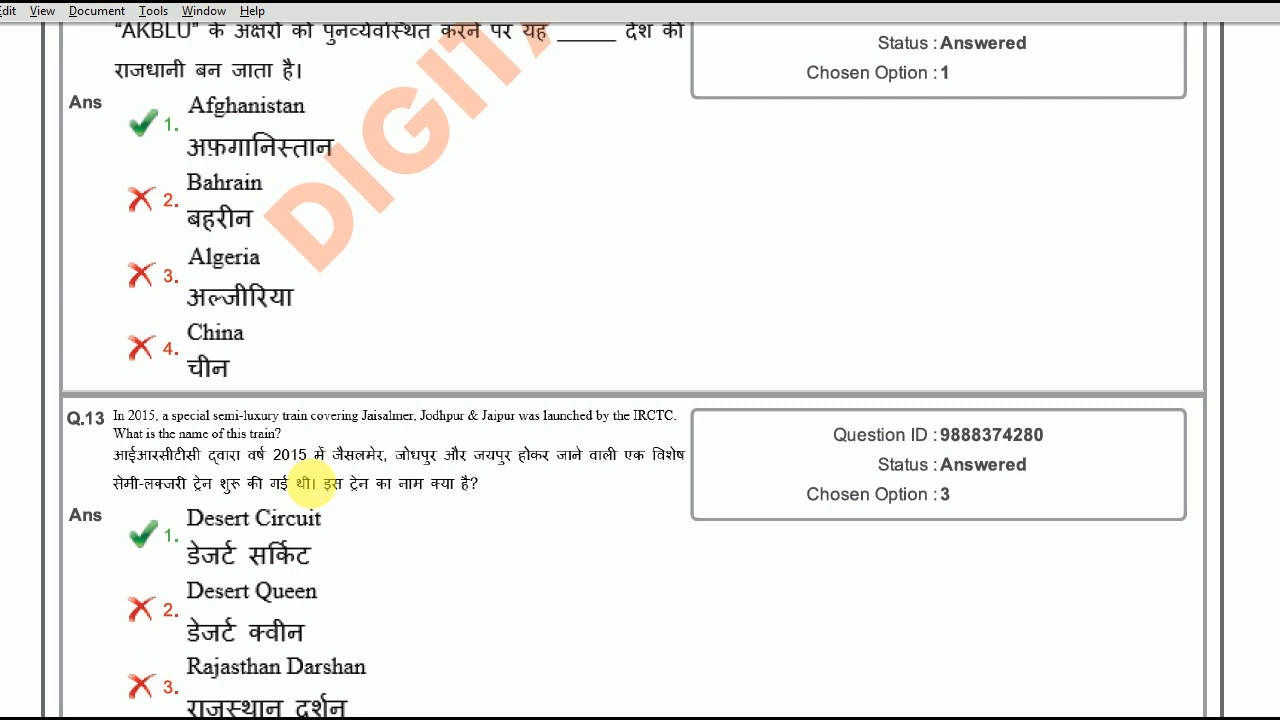 Edit View Document Tools Window Help
“AKBLU” के अक्षरों को पुनर्व्यवस्थित करने पर यह ______ देश की
राजधानी बन जाता है।
Status : Answered
Chosen Option : 1
Ans
1. Afghanistan
अफ़गानिस्तान
2. Bahrain
बहरीन
3. Algeria
अल्जीरिया
4. China
चीन
DIGITA
Q.13 In 2015, a special semi-luxury train covering Jaisalmer, Jodhpur & Jaipur was launched by the IRCTC.
What is the name of this train?
आईआरसीटीसी द्वारा वर्ष 2015 में जैसलमेर, जोधपुर और जयपुर होकर जाने वाली एक विशेष
सेमी-लक्जरी ट्रेन शुरू की गई थी। इस ट्रेन का नाम क्या है?
Question ID : 9888374280
Status : Answered
Chosen Option : 3
Ans
1. Desert Circuit
डेजर्ट सर्किट
2. Desert Queen
डेजर्ट क्वीन
3. Rajasthan Darshan
राजस्थान दर्शन